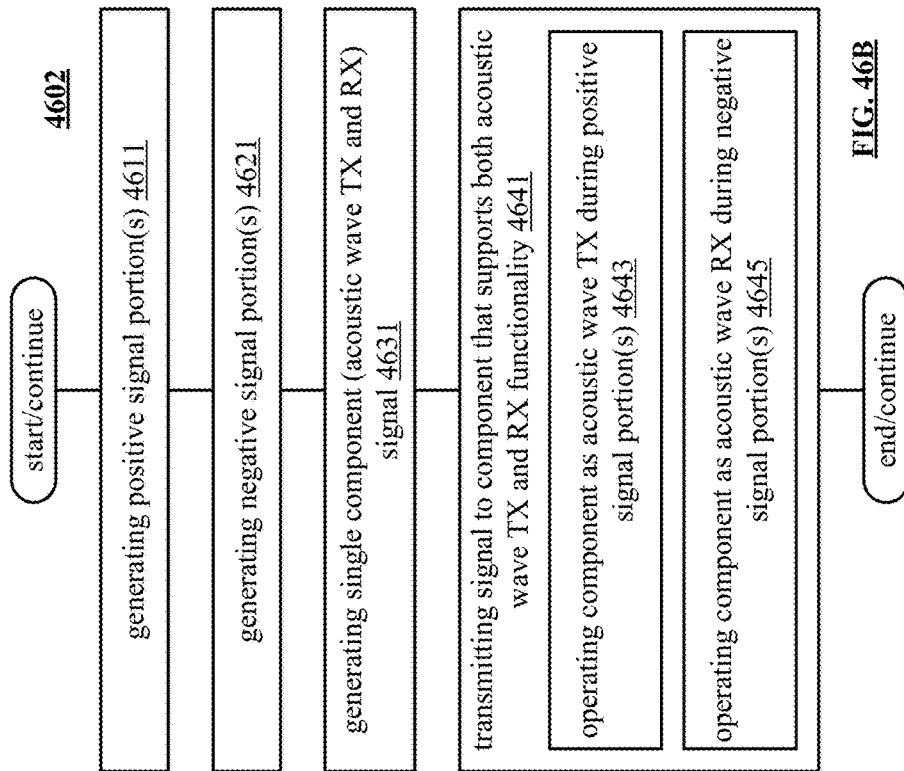 4602
start/continue
generating positive signal portion(s) 4611
generating negative signal portion(s) 4621
generating single component (acoustic wave TX and RX)
signal 4631
transmitting signal to component that supports both acoustic
wave TX and RX functionality 4641
operating component as acoustic wave TX during positive
signal portion(s) 4643
operating component as acoustic wave RX during negative
signal portion(s) 4645
end/continue
FIG. 46B